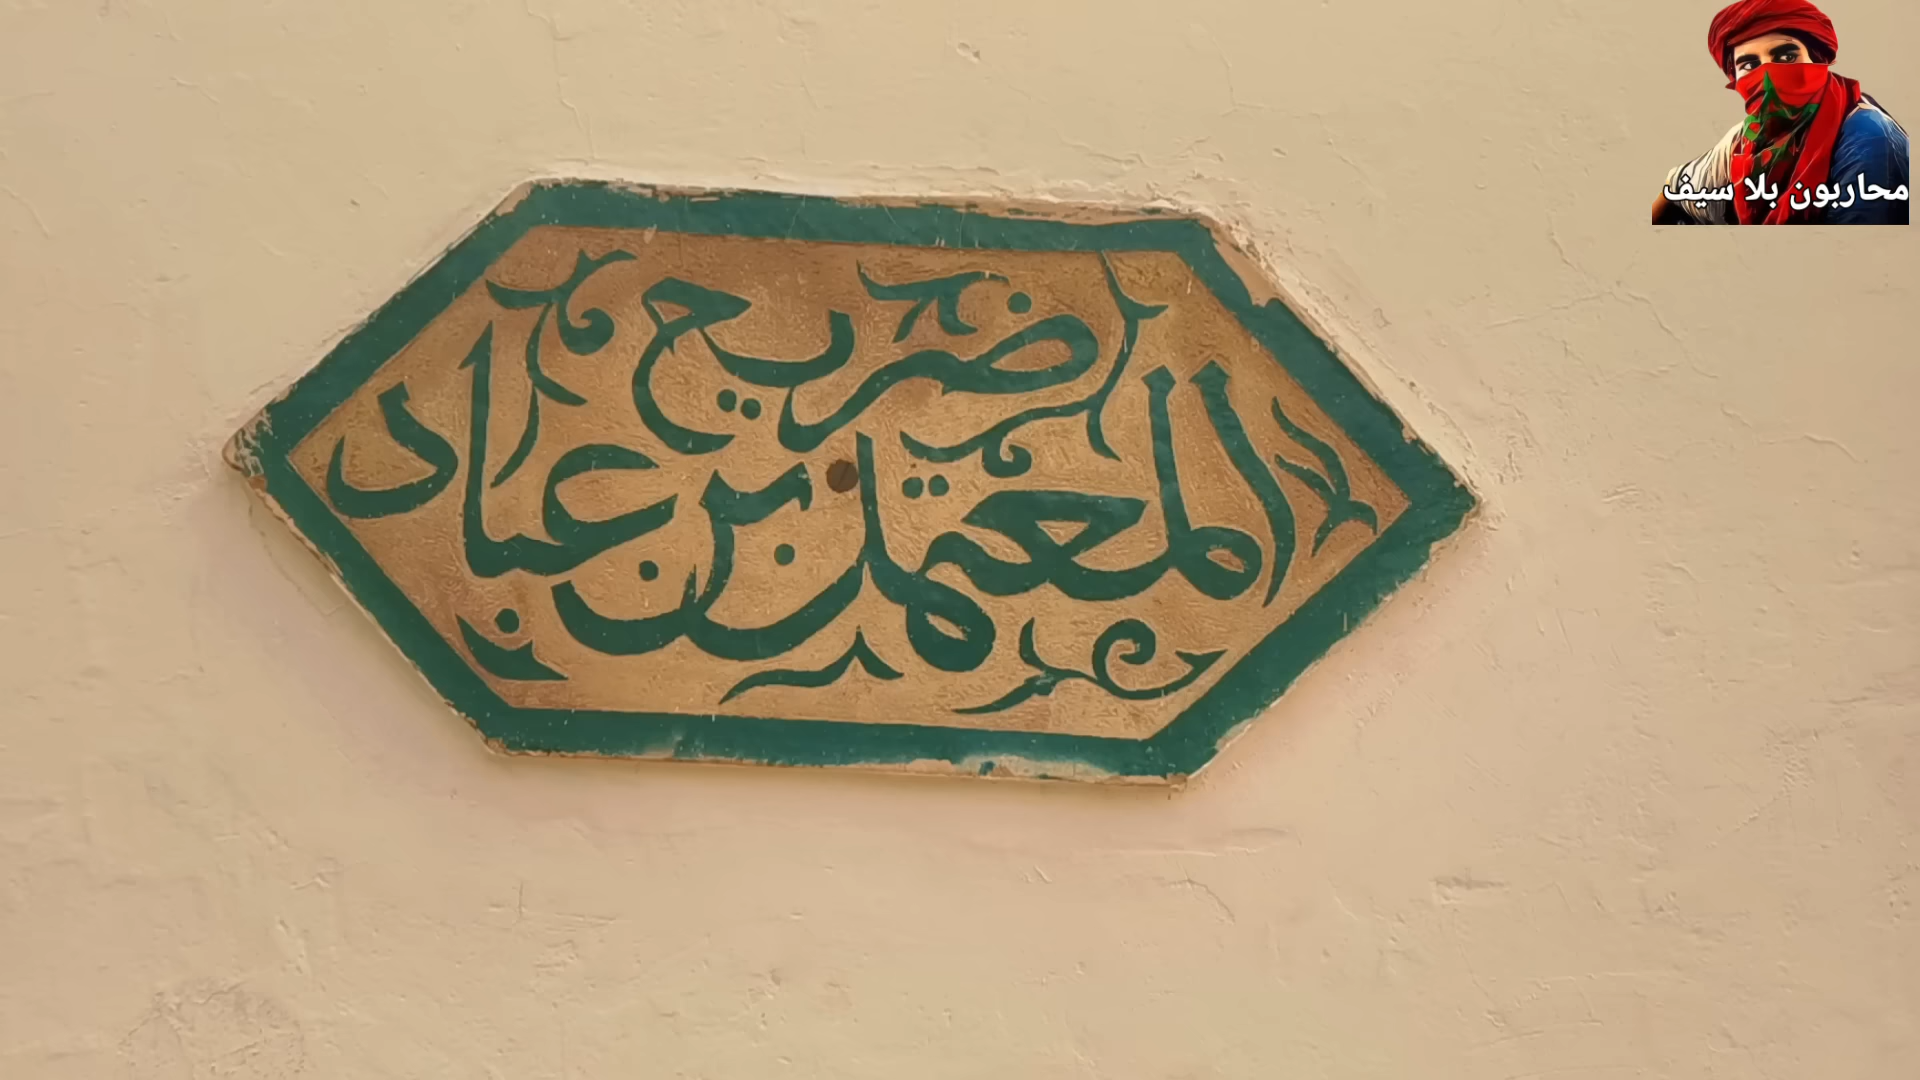 ضريح
المعتمد بن عباد
محاربون بلا سيف